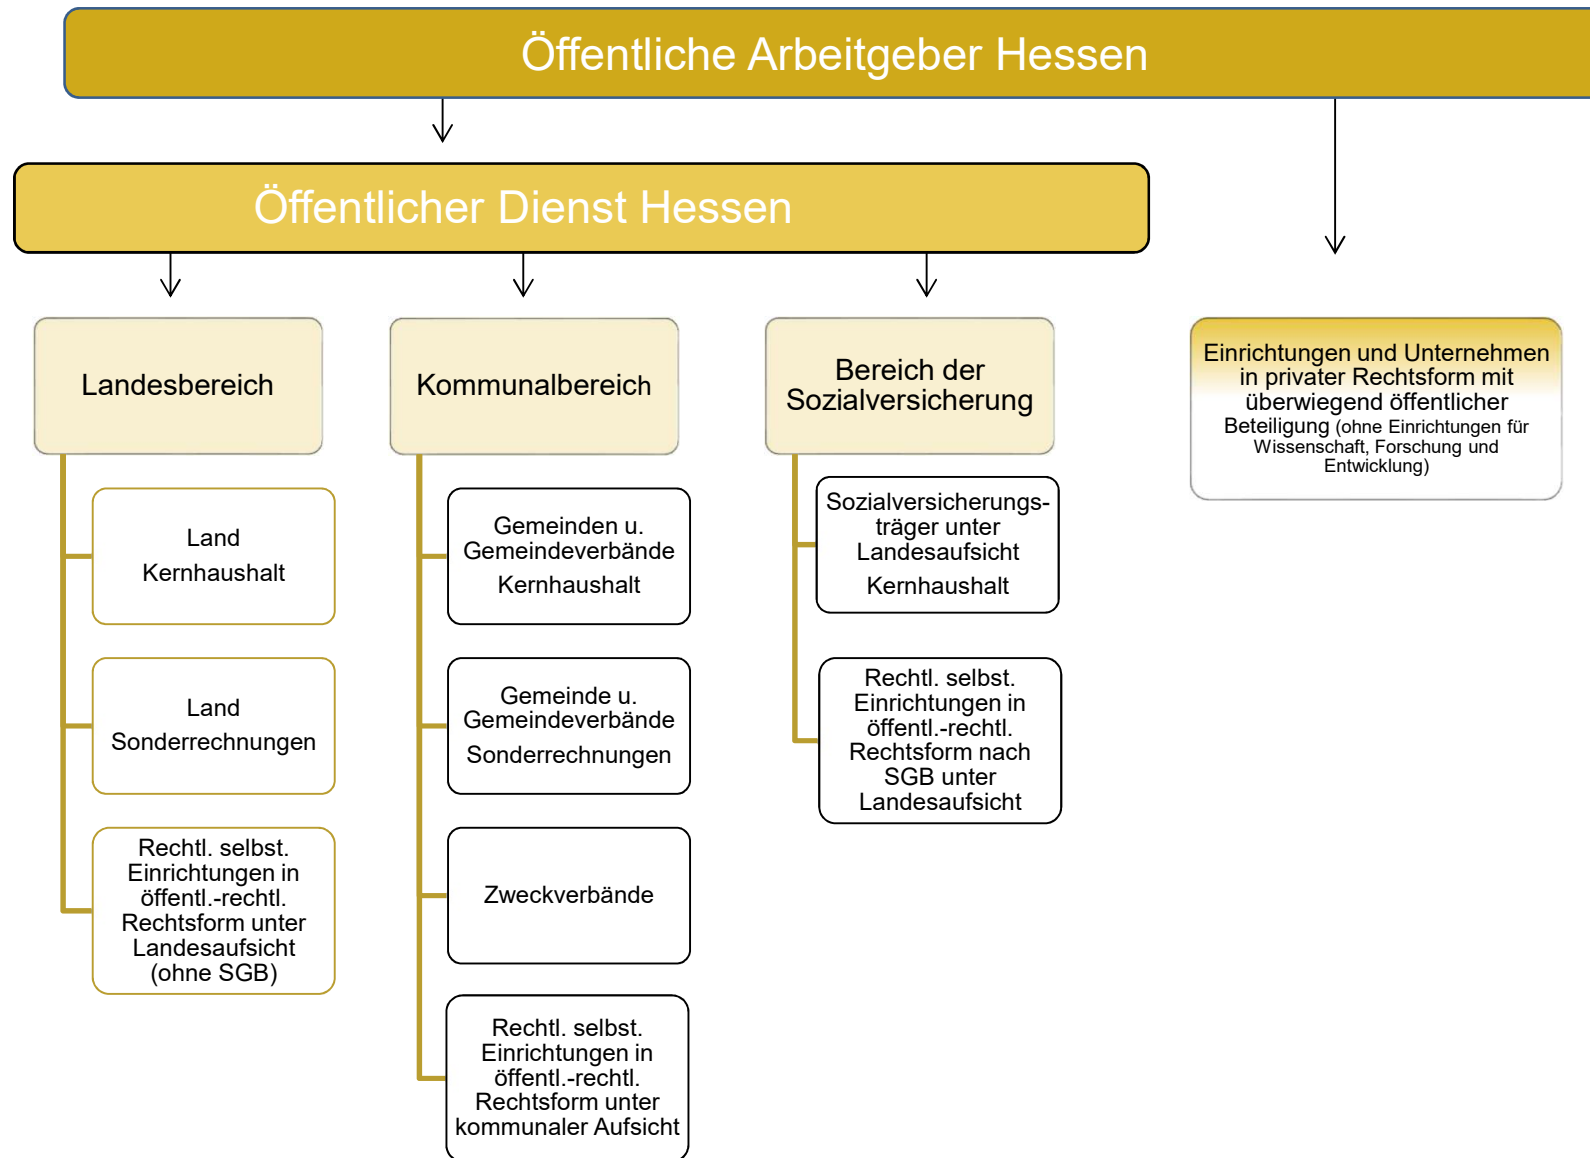 Öffentliche Arbeitgeber Hessen
Öffentlicher Dienst Hessen
Landesbereich
Land
Kernhaushalt
Land
Sonderrechnungen
Rechtl. selbst.
Einrichtungen in
öffentl.-rechtl.
Rechtsform unter
Landesaufsicht
(ohne SGB)
Kommunalbereich
Gemeinden u.
Gemeindeverbände
Kernhaushalt
Gemeinde u.
Gemeindeverbände
Sonderrechnungen
Zweckverbände
Rechtl. selbst.
Einrichtungen in
öffentl.-rechtl.
Rechtsform unter
kommunaler Aufsicht
Bereich der
Sozialversicherung
Sozialversicherungs-
träger unter
Landesaufsicht
Kernhaushalt
Rechtl. selbst.
Einrichtungen in
öffentl.-rechtl.
Rechtsform nach
SGB unter
Landesaufsicht
Einrichtungen und Unternehmen
in privater Rechtsform mit
überwiegend öffentlicher
Beteiligung (ohne Einrichtungen für
Wissenschaft, Forschung und
Entwicklung)